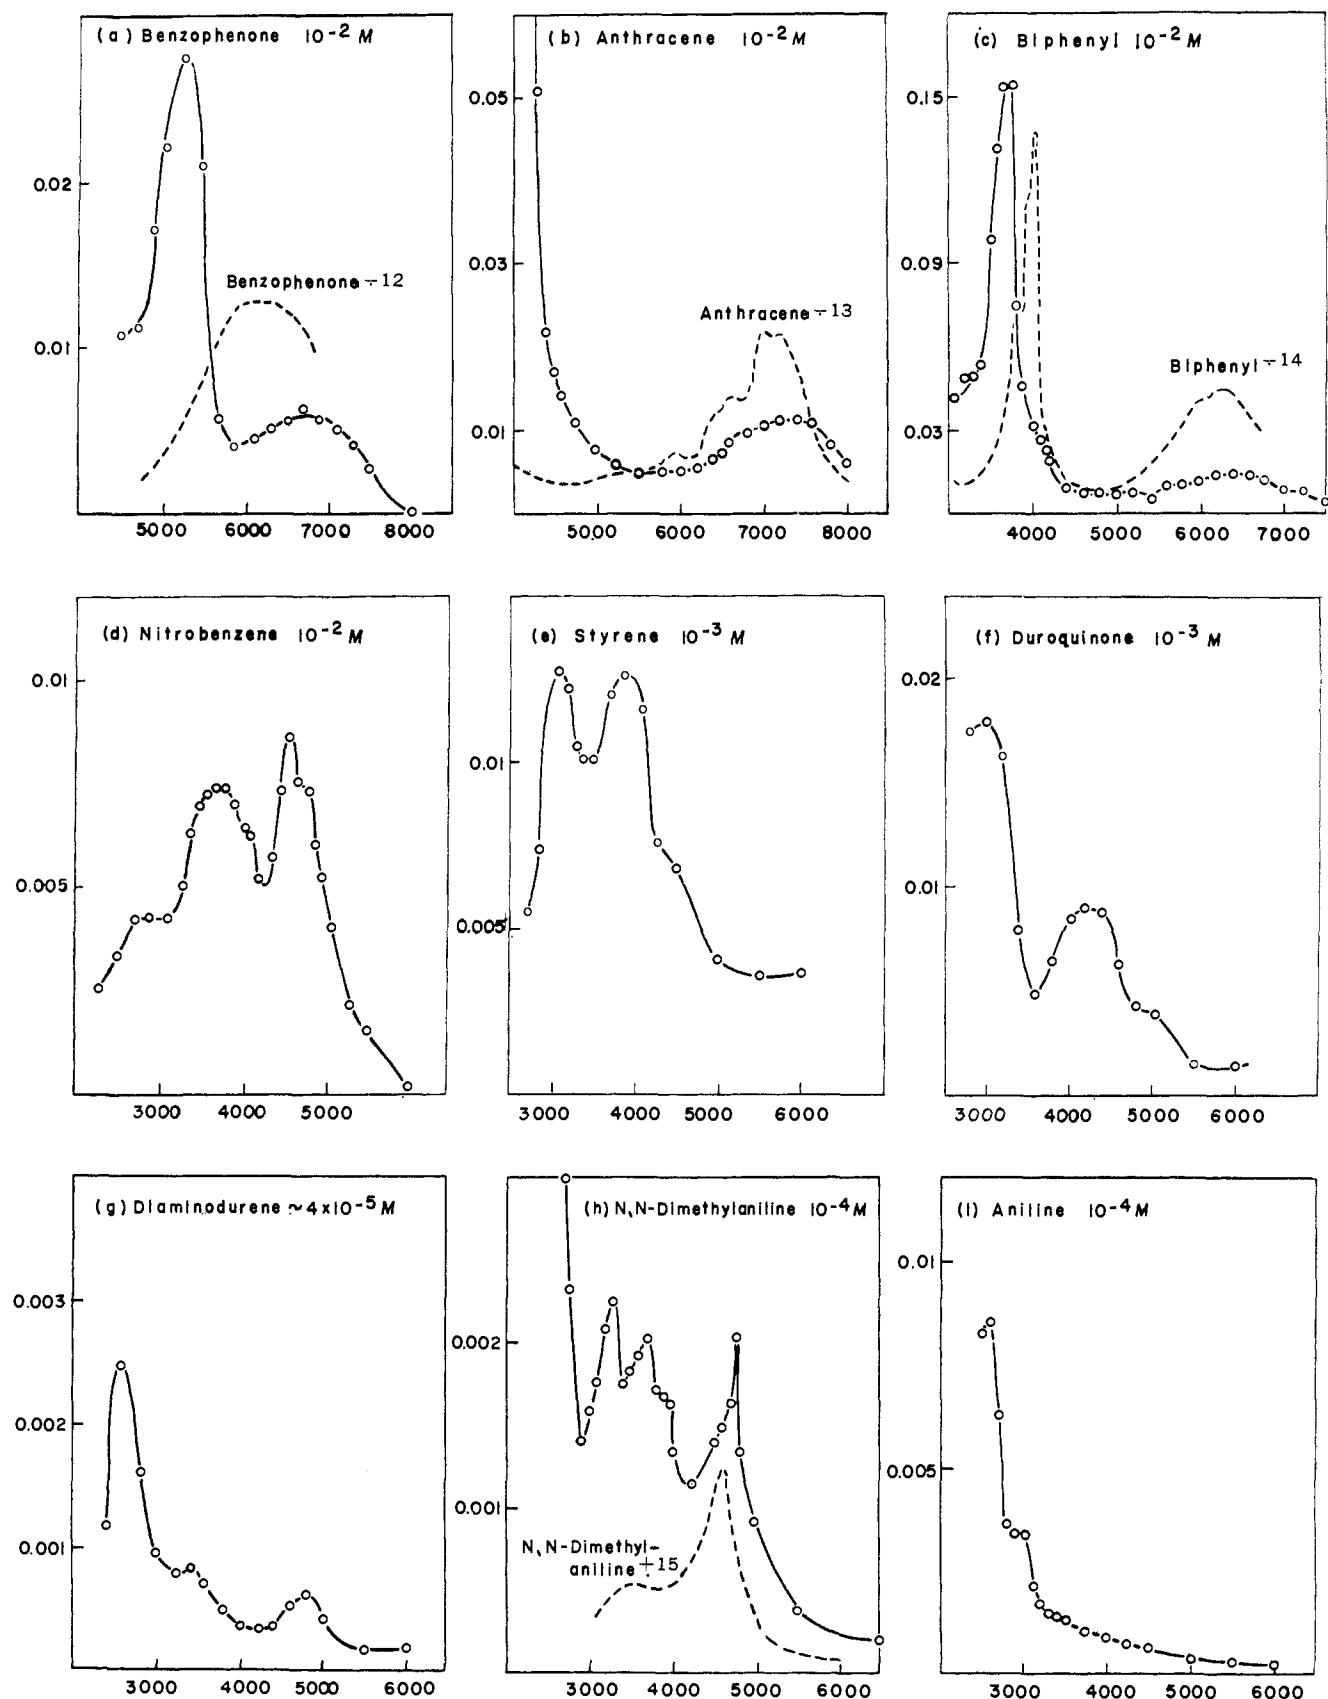 (a) Benzophenone 10-2 M
0.02
0.01
Benzophenone - 12
5000 6000 7000 8000
(b) Anthracene 10-2 M
0.05
0.03
0.01
Anthracene - 13
5000 6000 7000 8000
(c) Biphenyl 10-2 M
0.15
0.09
0.03
Biphenyl - 14
4000 5000 6000 7000
(d) Nitrobenzene 10-2 M
0.01
0.005
3000 4000 5000
(e) Styrene 10-3 M
0.01
0.005
3000 4000 5000 6000
(f) Duroquinone 10-3 M
0.02
0.01
3000 4000 5000 6000
(g) Diaminodurene ~4x10-5 M
0.003
0.002
0.001
3000 4000 5000 6000
(h) N,N-Dimethylaniline 10-4 M
0.002
0.001
N,N-Dimethyl-
aniline + 15
3000 4000 5000 6000
(i) Aniline 10-4 M
0.01
0.005
3000 4000 5000 6000